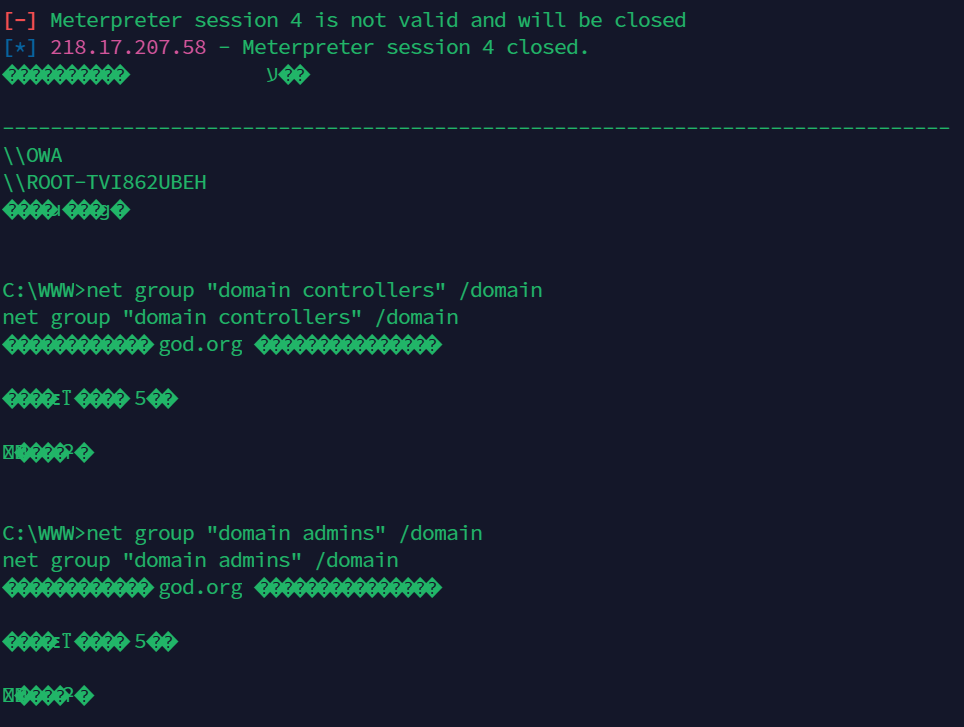 [-] Meterpreter session 4 is not valid and will be closed
[*] 218.17.207.58 - Meterpreter session 4 closed.
-------------------------------------------------------------------------------
\\OWA
\\ROOT-TVI862UBEH
C:\WWW>net group "domain controllers" /domain
net group "domain controllers" /domain
god.org
5
C:\WWW>net group "domain admins" /domain
net group "domain admins" /domain
god.org
5